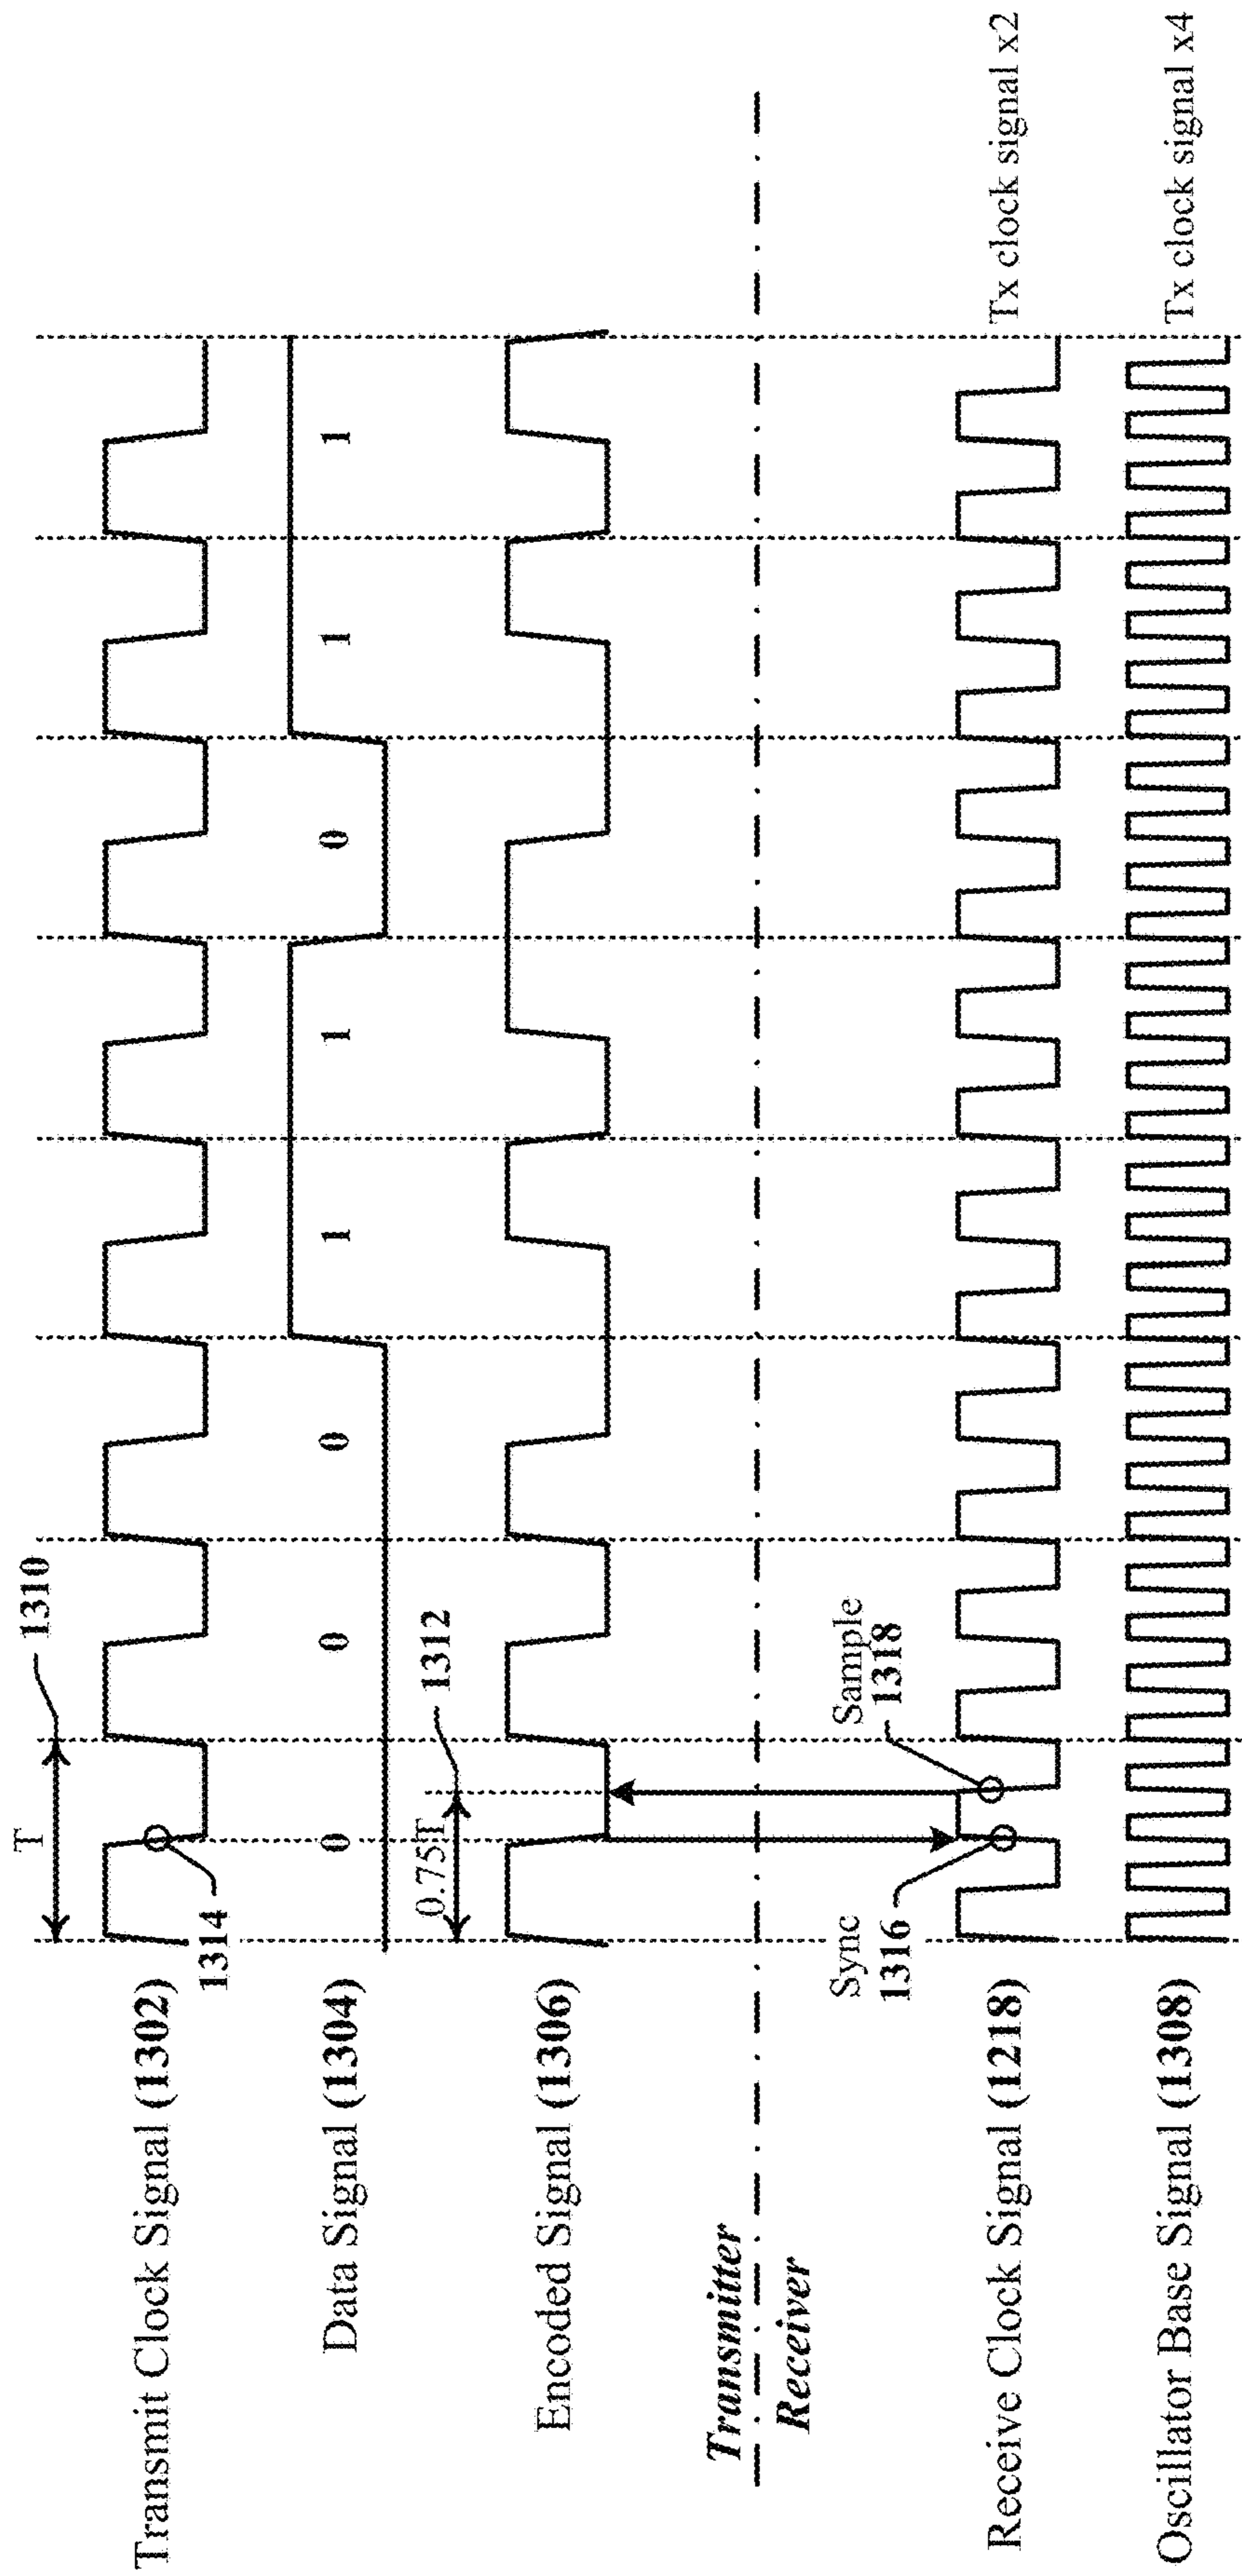 T
1310
Transmit Clock Signal (1302)
1314
Data Signal (1304)
0 0 0 1 1 0 1 1
0.75T
1312
Encoded Signal (1306)
Transmitter
Receiver
Sync
1316
Sample
1318
Receive Clock Signal (1218)
Tx clock signal x2
Oscillator Base Signal (1308)
Tx clock signal x4